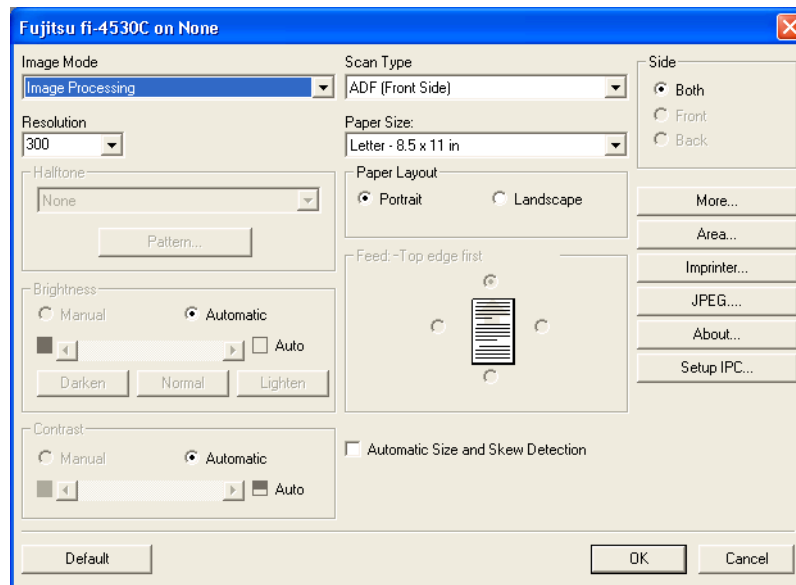 Fujitsu fi-4530C on None
Image Mode
Image Processing
Scan Type
ADF (Front Side)
Side
Both
Front
Back
Resolution
300
Paper Size:
Letter - 8.5 x 11 in
Halftone
None
Pattern...
Paper Layout
Portrait
Landscape
More...
Area...
Imprinter...
JPEG....
About...
Setup IPC...
Feed: -Top edge first
Brightness
Manual
Automatic
Auto
Darken
Normal
Lighten
Contrast
Manual
Automatic
Auto
Automatic Size and Skew Detection
Default
OK
Cancel